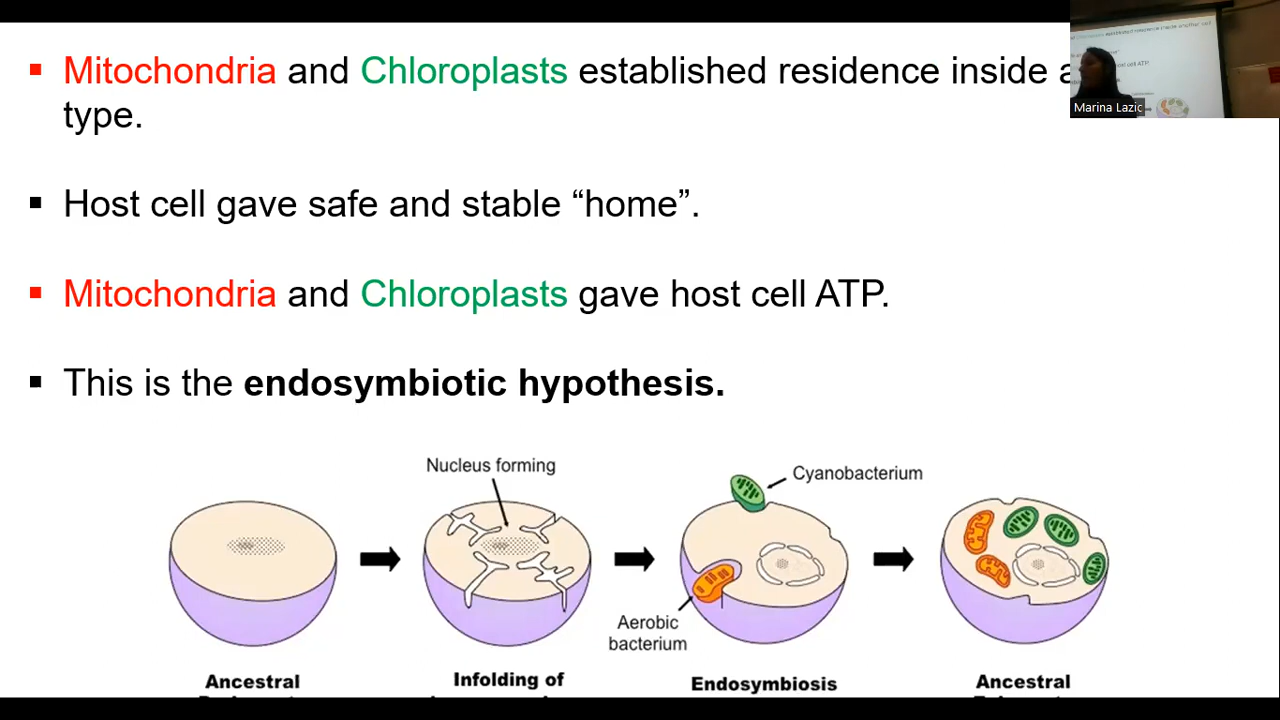 Mitochondria and Chloroplasts established residence inside a
type.
Marina Lazic
Host cell gave safe and stable “home”.
Mitochondria and Chloroplasts gave host cell ATP.
This is the endosymbiotic hypothesis.
Nucleus forming
Cyanobacterium
Aerobic
bacterium
Ancestral
Infolding of
Endosymbiosis
Ancestral